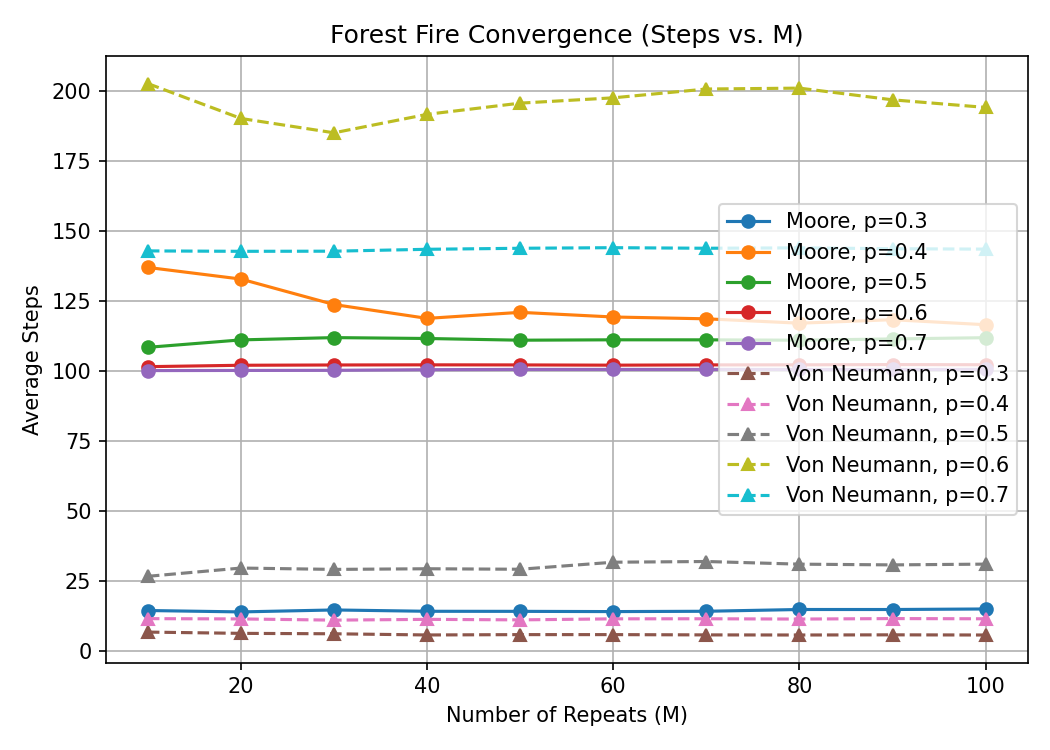 Forest Fire Convergence (Steps vs. M)
Average Steps
200
175
150
125
100
75
50
25
0
Moore, p=0.3
Moore, p=0.4
Moore, p=0.5
Moore, p=0.6
Moore, p=0.7
Von Neumann, p=0.3
Von Neumann, p=0.4
Von Neumann, p=0.5
Von Neumann, p=0.6
Von Neumann, p=0.7
20
40
60
80
100
Number of Repeats (M)